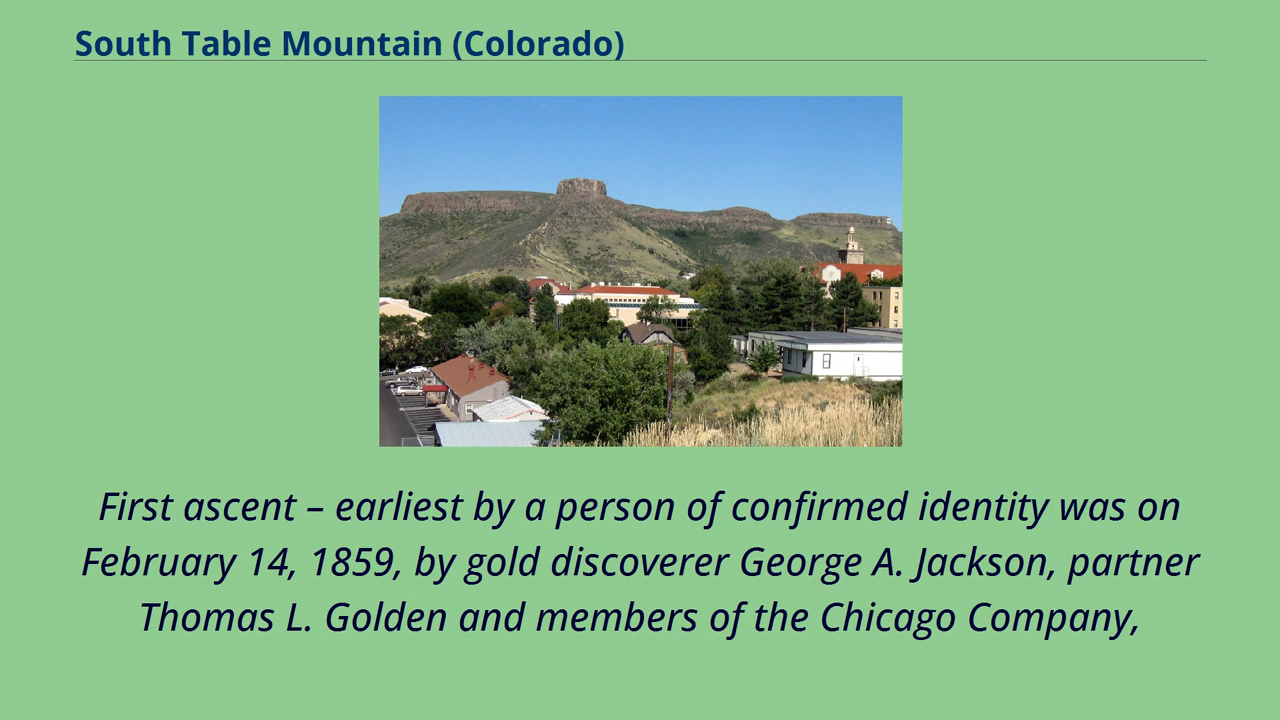 South Table Mountain (Colorado)
First ascent – earliest by a person of confirmed identity was on
February 14, 1859, by gold discoverer George A. Jackson, partner
Thomas L. Golden and members of the Chicago Company,